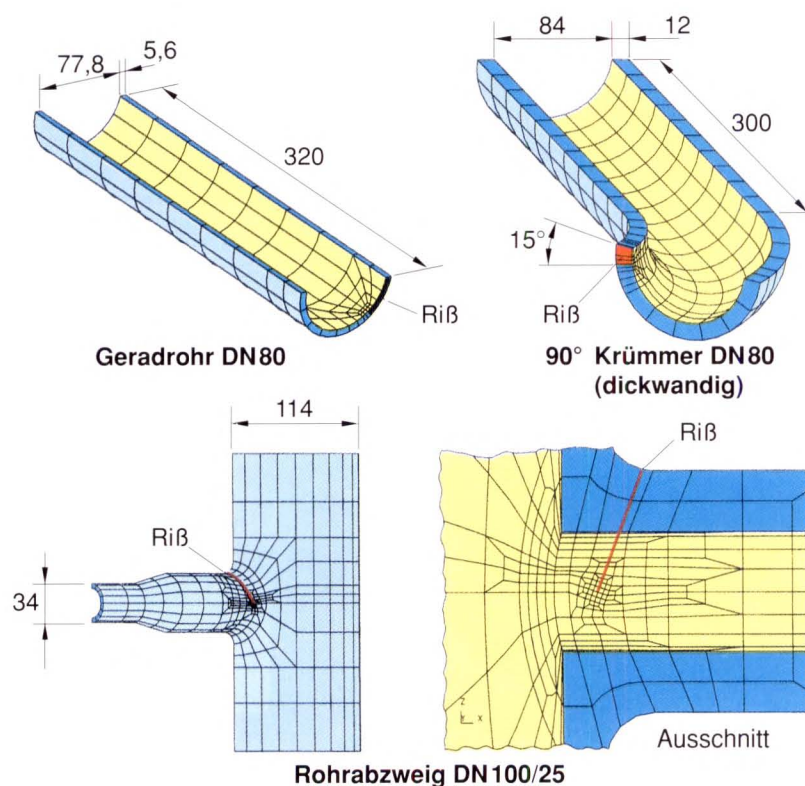 77,8
5,6
320
Riß
Geradrohr DN80
84
12
300
15°
Riß
90° Krümmer DN80
(dickwandig)
114
Riß
34
Riß
z
x
Ausschnitt
Rohrabzweig DN100/25